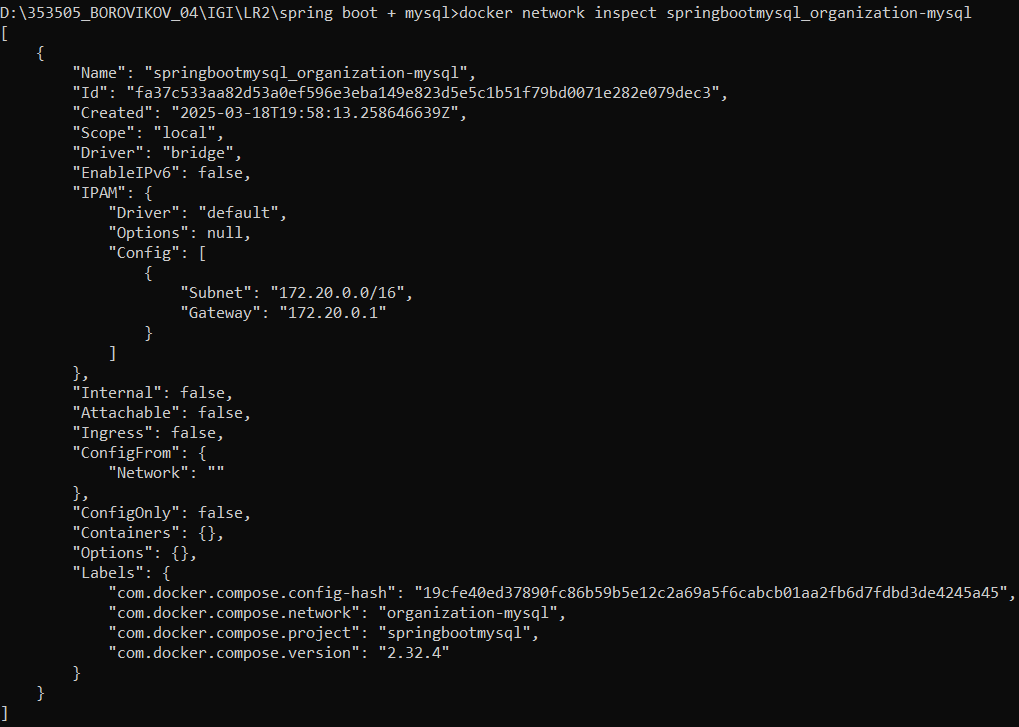 D:\353505_BOROVIKOV_04\IGI\LR2\spring boot + mysql>docker network inspect springbootmysql_organization-mysql
[
    {
        "Name": "springbootmysql_organization-mysql",
        "Id": "fa37c533aa82d53a0ef596e3eba149e823d5e5c1b51f79bd0071e282e079dec3",
        "Created": "2025-03-18T19:58:13.258646639Z",
        "Scope": "local",
        "Driver": "bridge",
        "EnableIPv6": false,
        "IPAM": {
            "Driver": "default",
            "Options": null,
            "Config": [
                {
                    "Subnet": "172.20.0.0/16",
                    "Gateway": "172.20.0.1"
                }
            ]
        },
        "Internal": false,
        "Attachable": false,
        "Ingress": false,
        "ConfigFrom": {
            "Network": ""
        },
        "ConfigOnly": false,
        "Containers": {},
        "Options": {},
        "Labels": {
            "com.docker.compose.config-hash": "19cfe40ed37890fc86b59b5e12c2a69a5f6cabcb01aa2fb6d7fdbd3de4245a45",
            "com.docker.compose.network": "organization-mysql",
            "com.docker.compose.project": "springbootmysql",
            "com.docker.compose.version": "2.32.4"
        }
    }
]